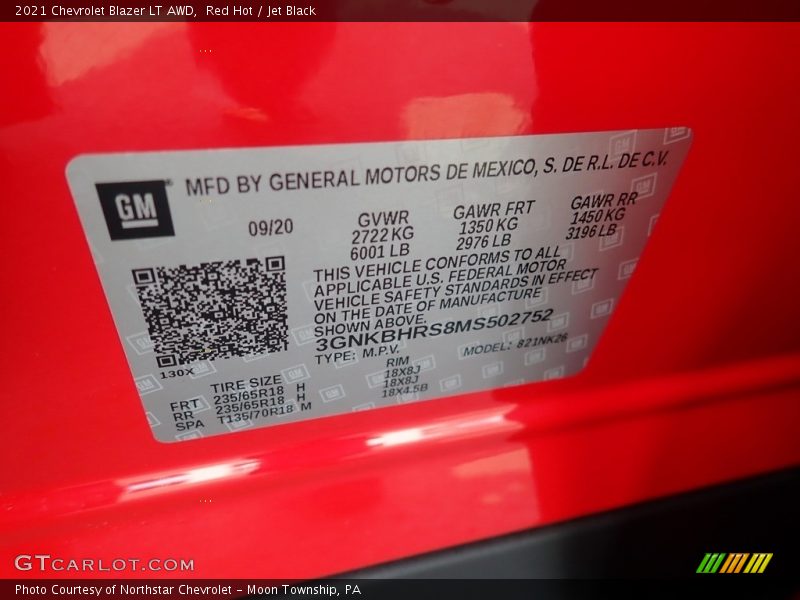 2021 Chevrolet Blazer LT AWD,  Red Hot / Jet Black
GM
MFD BY GENERAL MOTORS DE MEXICO, S. DE R.L. DE C.V.
09/20
GVWR
2722 KG
6001 LB
GAWR FRT
1350 KG
2976 LB
GAWR RR
1450 KG
3196 LB
THIS VEHICLE CONFORMS TO ALL
APPLICABLE U.S. FEDERAL MOTOR
VEHICLE SAFETY STANDARDS IN EFFECT
ON THE DATE OF MANUFACTURE
SHOWN ABOVE.
3GNKBHRS8MS502752
TYPE: M.P.V. MODEL: 821NK26
130X
TIRE SIZE RIM
FRT 235/65R18 H 18X8J
RR 235/65R18 H 18X8J
SPA T135/70R18 M 18X4.5B
GTCARLOT.COM
Photo Courtesy of Northstar Chevrolet - Moon Township, PA